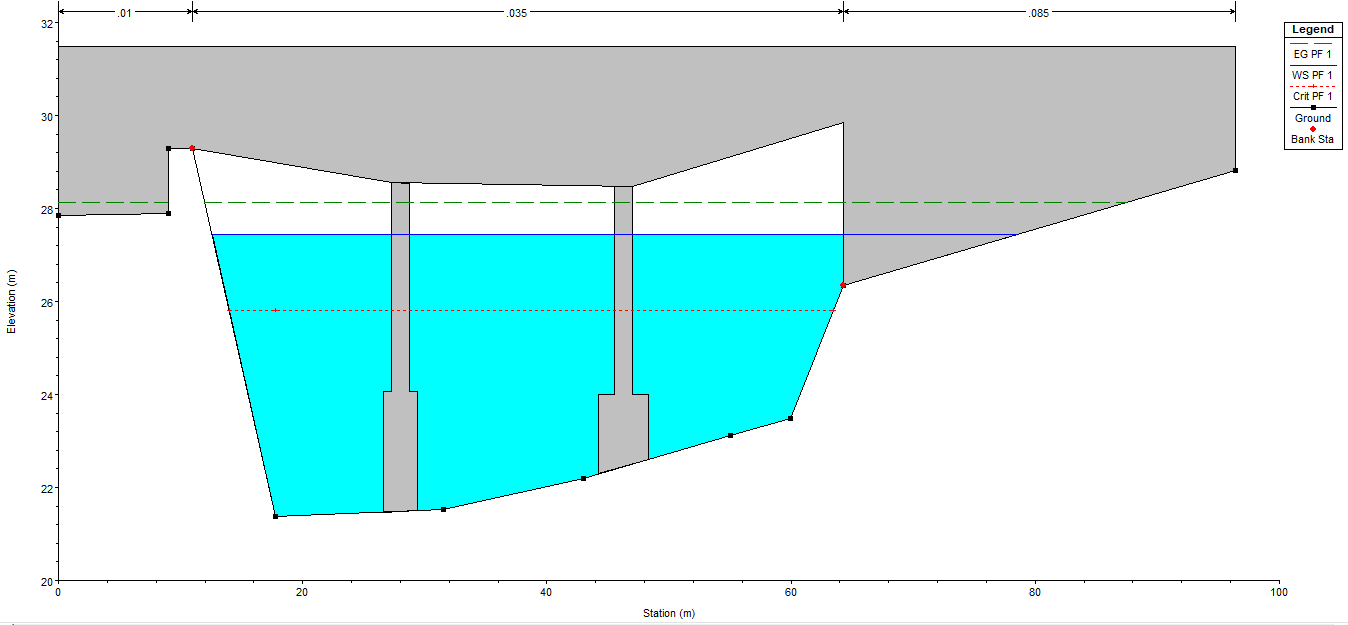 .01 .035 .085
32
30
28
26
24
22
20
Elevation (m)
0 20 40 60 80 100
Station (m)
Legend
EG PF 1
WS PF 1
Crit PF 1
Ground
Bank Sta